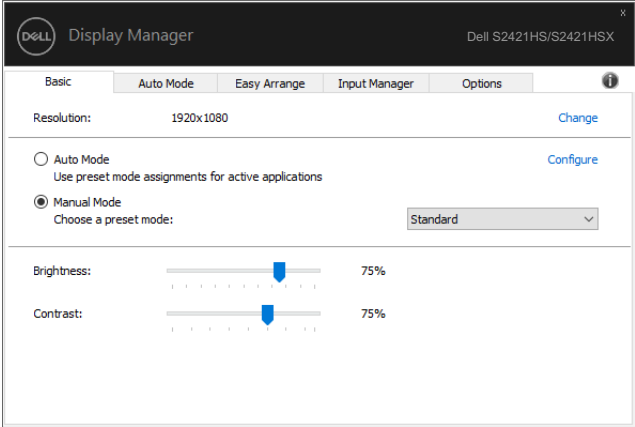 x
DELL Display Manager Dell S2421HS/S2421HSX
Basic Auto Mode Easy Arrange Input Manager Options i
Resolution: 1920x1080 Change
Auto Mode Configure
Use preset mode assignments for active applications
Manual Mode
Choose a preset mode: Standard
Brightness: 75%
Contrast: 75%